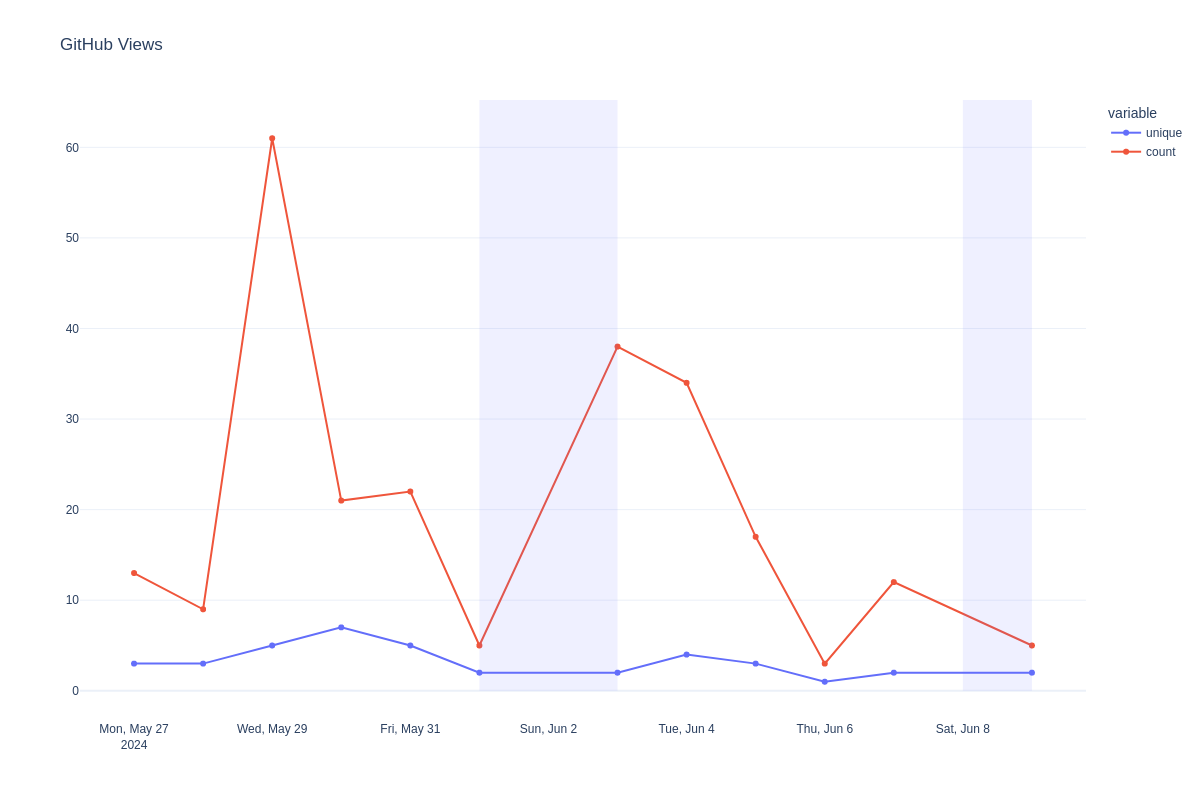 GitHub Views
variable
unique
count
60
50
40
30
20
10
0
Mon, May 27
2024
Wed, May 29
Fri, May 31
Sun, Jun 2
Tue, Jun 4
Thu, Jun 6
Sat, Jun 8